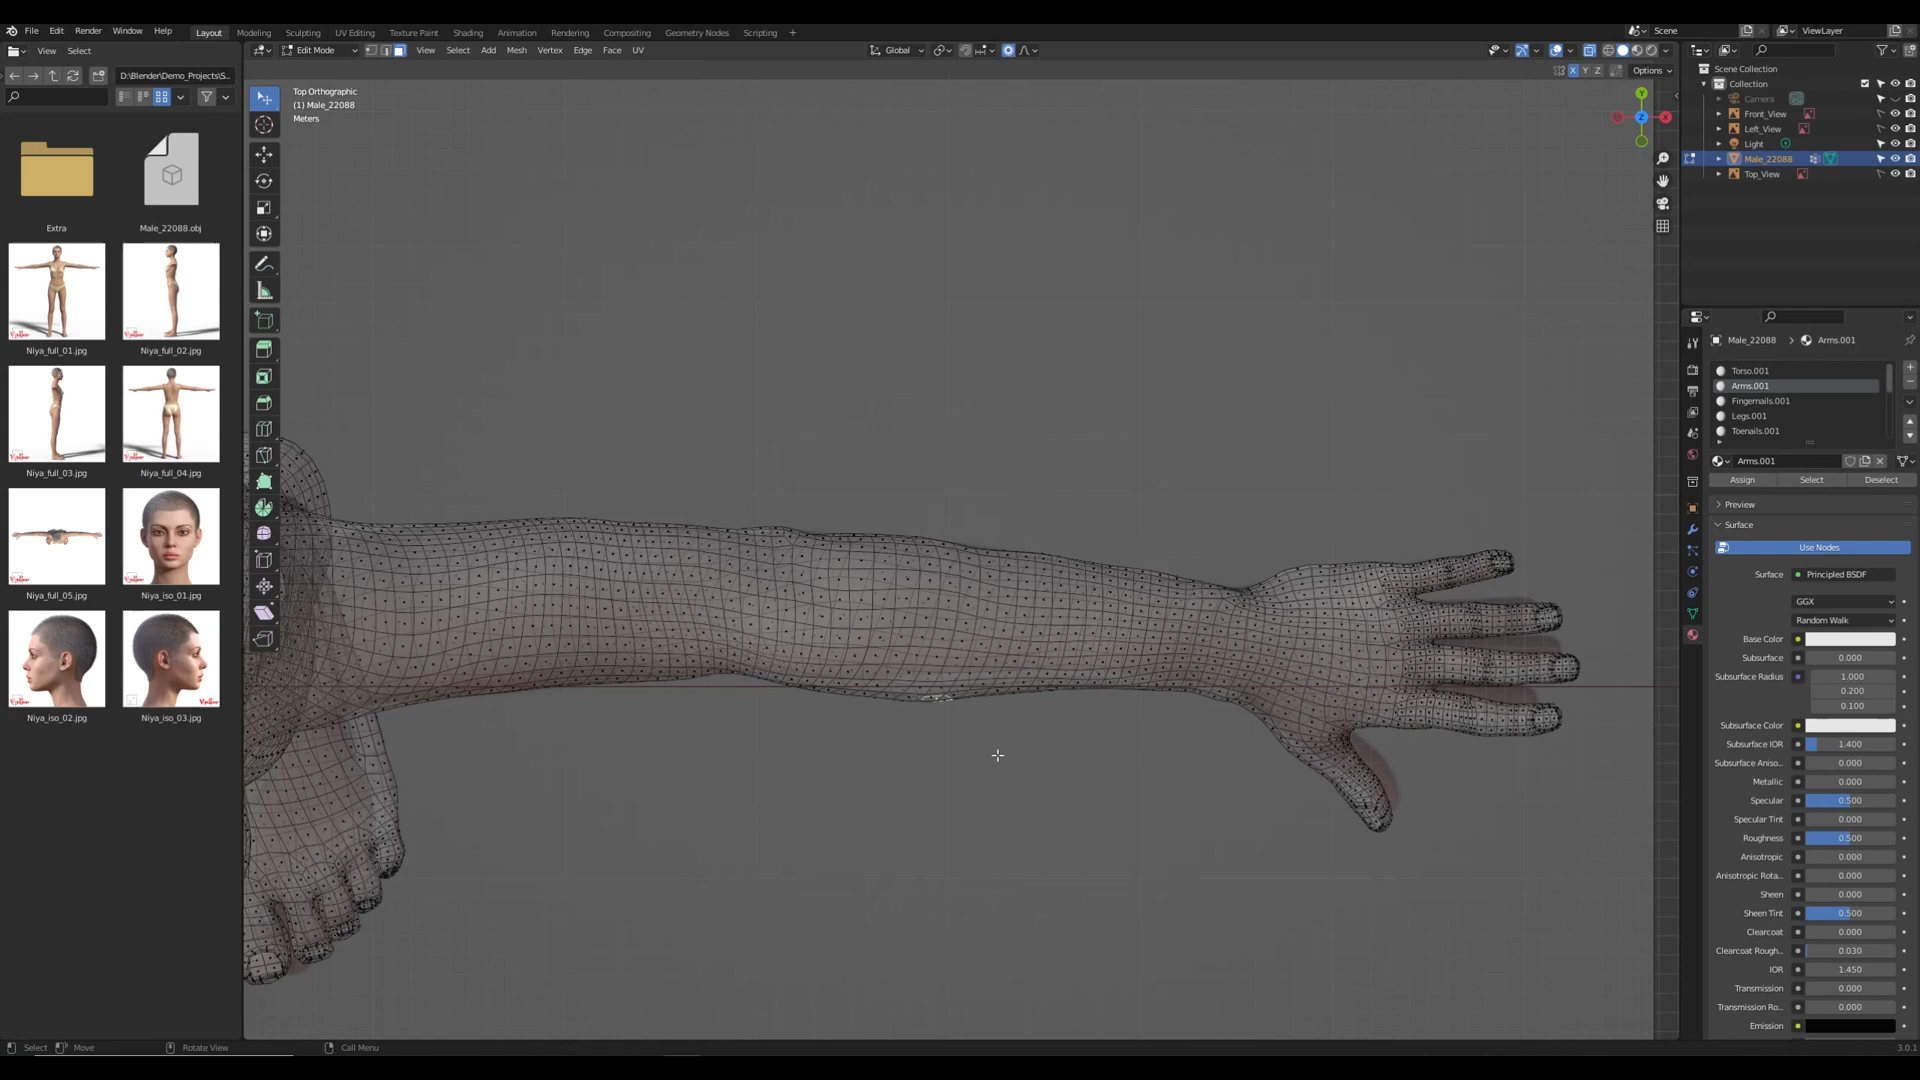 File Edit Render Window Help
Layout Modeling Sculpting UV Editing Texture Paint Shading Animation Rendering Compositing Geometry Nodes Scripting +
Scene
ViewLayer
View Select
Edit Mode
View Select Add Mesh Vertex Edge Face UV
Global
D:\Blender\Demo_Projects\S...
X Y Z
Options
Top Orthographic
(1) Male_22088
Meters
Y
Z
X
Extra
Male_22088.obj
Niya_full_01.jpg
Niya_full_02.jpg
Niya_full_03.jpg
Niya_full_04.jpg
Niya_full_05.jpg
Niya_iso_01.jpg
Niya_iso_02.jpg
Niya_iso_03.jpg
Scene Collection
Collection
Camera
Front_View
Left_View
Light
Male_22088
Top_View
Male_22088 > Arms.001
Torso.001
Arms.001
Fingernails.001
Legs.001
Toenails.001
Arms.001
Assign Select Deselect
Preview
Surface
Use Nodes
Surface Principled BSDF
GGX
Random Walk
Base Color
Subsurface 0.000
Subsurface Radius 1.000
0.200
0.100
Subsurface Color
Subsurface IOR 1.400
Subsurface Aniso... 0.000
Metallic 0.000
Specular 0.500
Specular Tint 0.000
Roughness 0.500
Anisotropic 0.000
Anisotropic Rota... 0.000
Sheen 0.000
Sheen Tint 0.500
Clearcoat 0.000
Clearcoat Rough... 0.030
IOR 1.450
Transmission 0.000
Transmission Ro... 0.000
Emission
Select Move Rotate View Call Menu
3.0.1